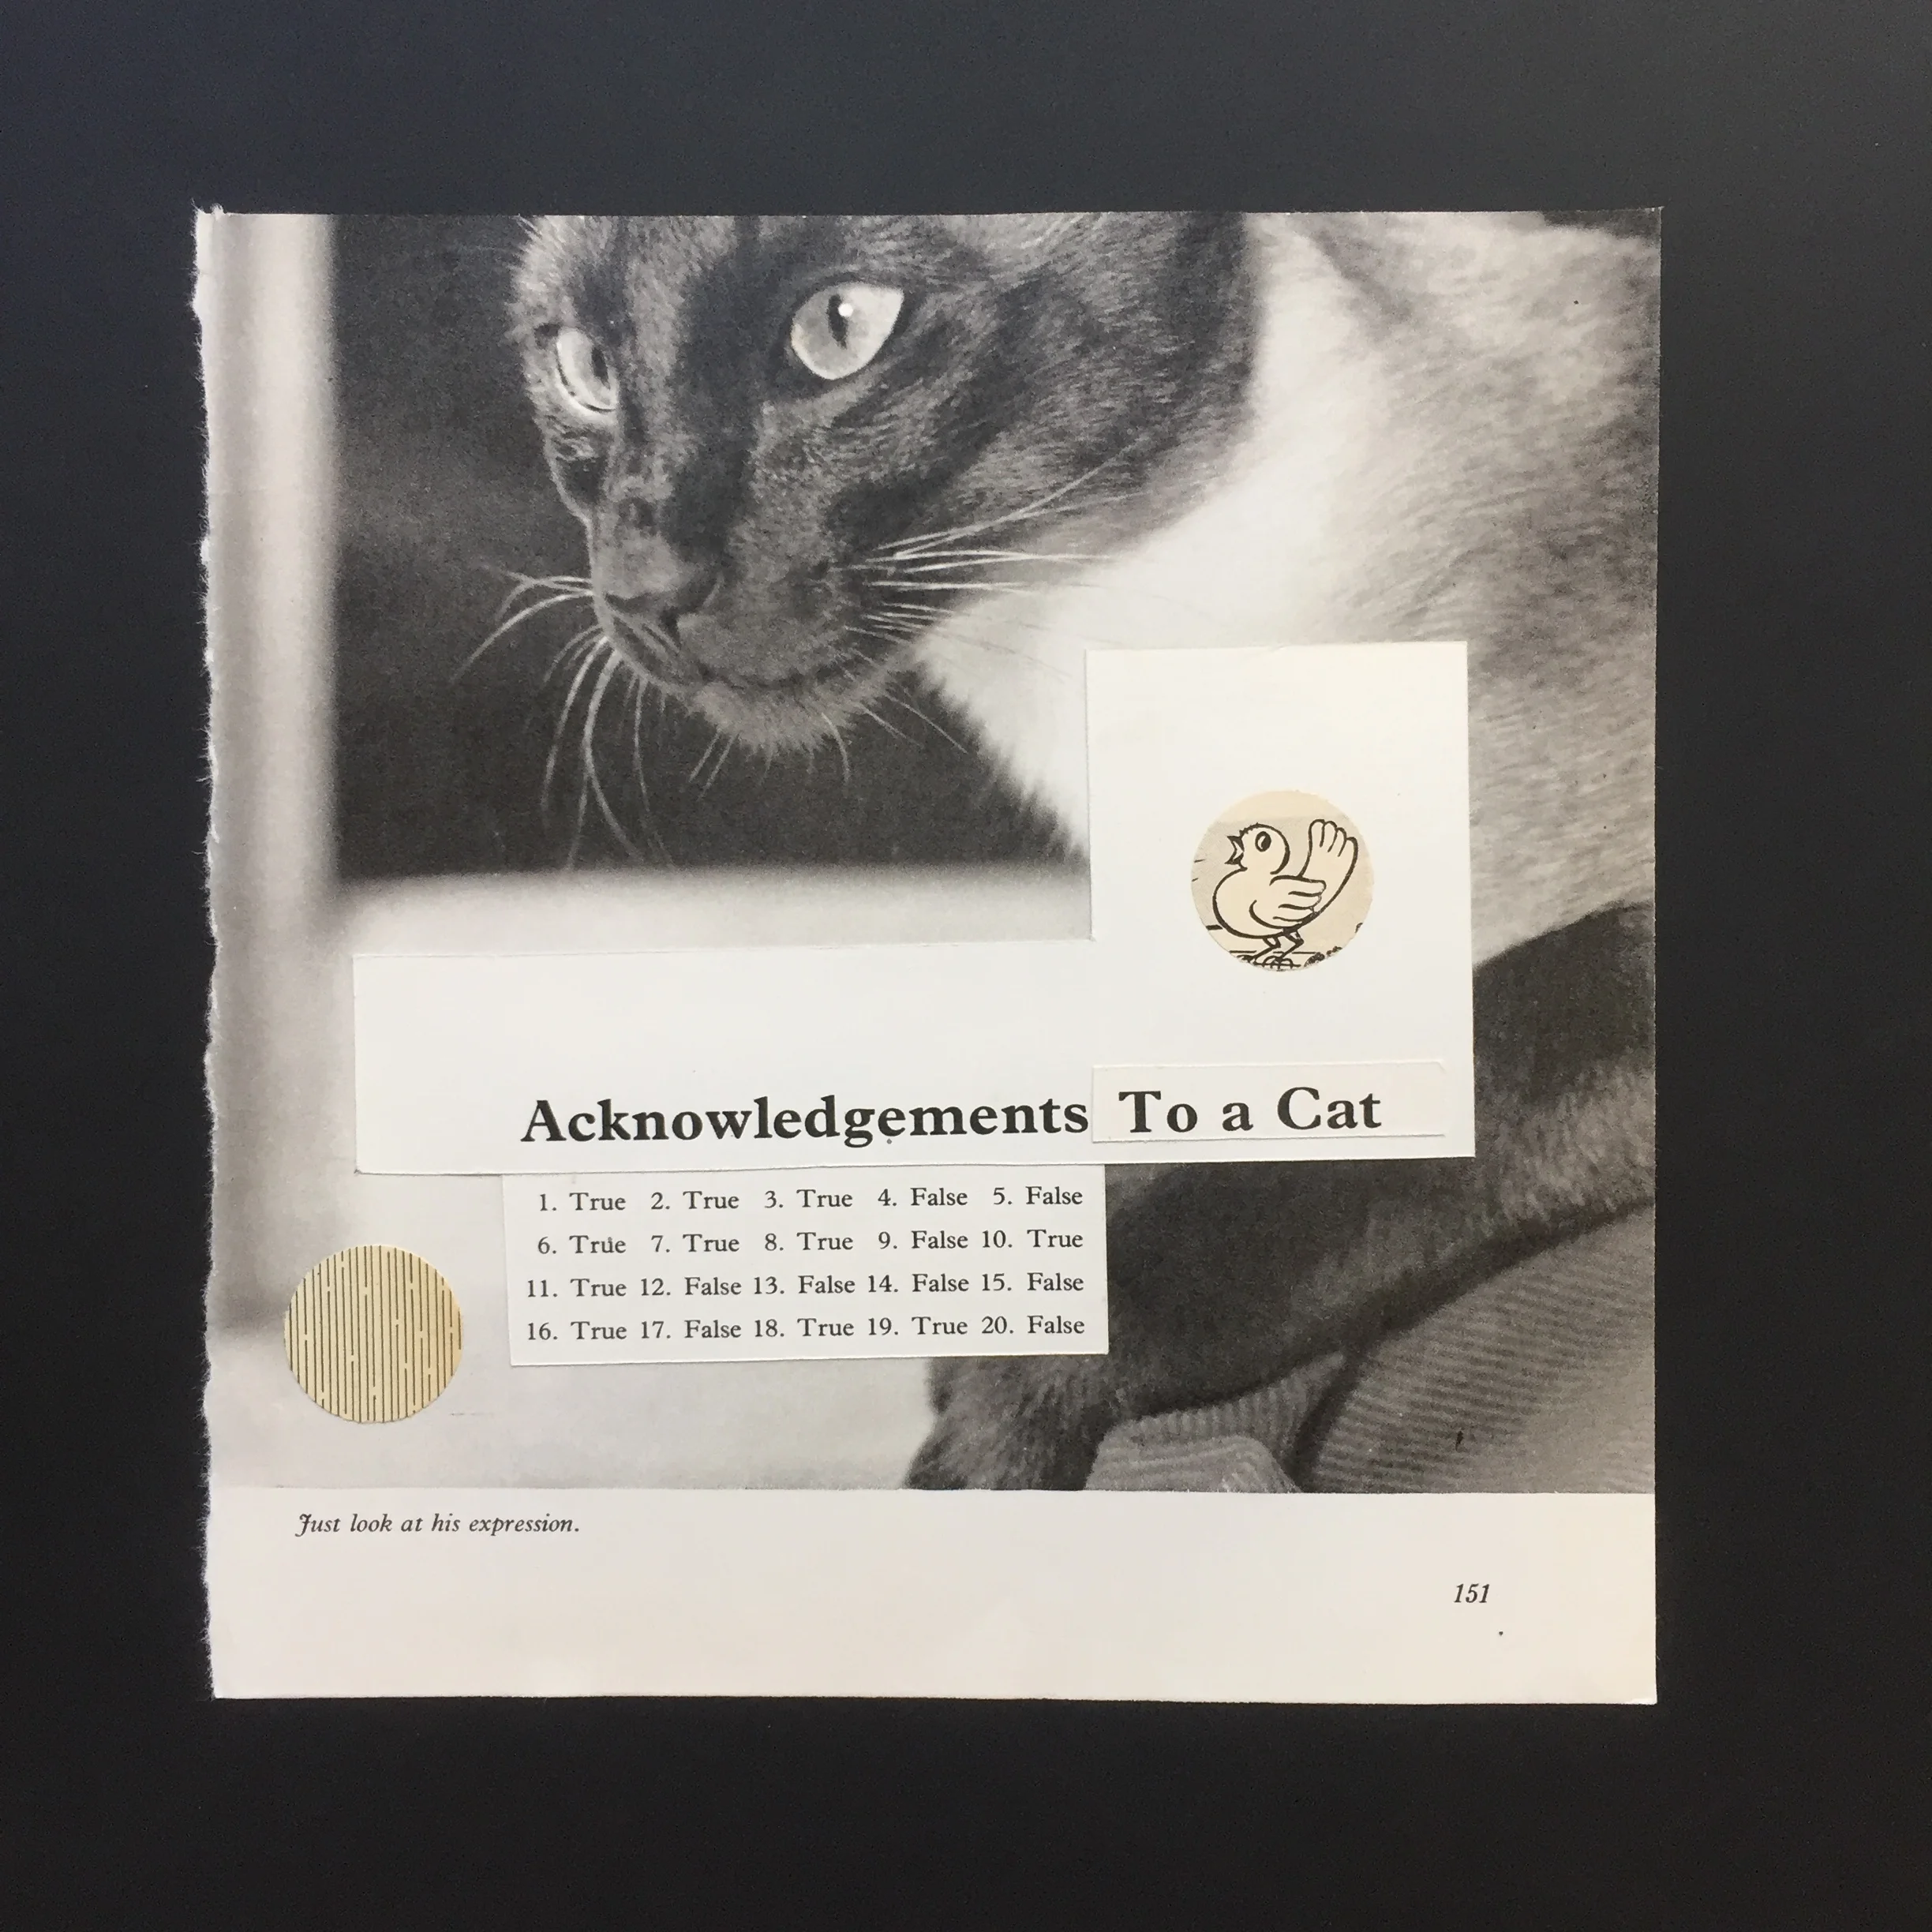 Acknowledgements To a Cat
1. True 2. True 3. True 4. False 5. False
6. True 7. True 8. True 9. False 10. True
11. True 12. False 13. False 14. False 15. False
16. True 17. False 18. True 19. True 20. False
Just look at his expression.
151